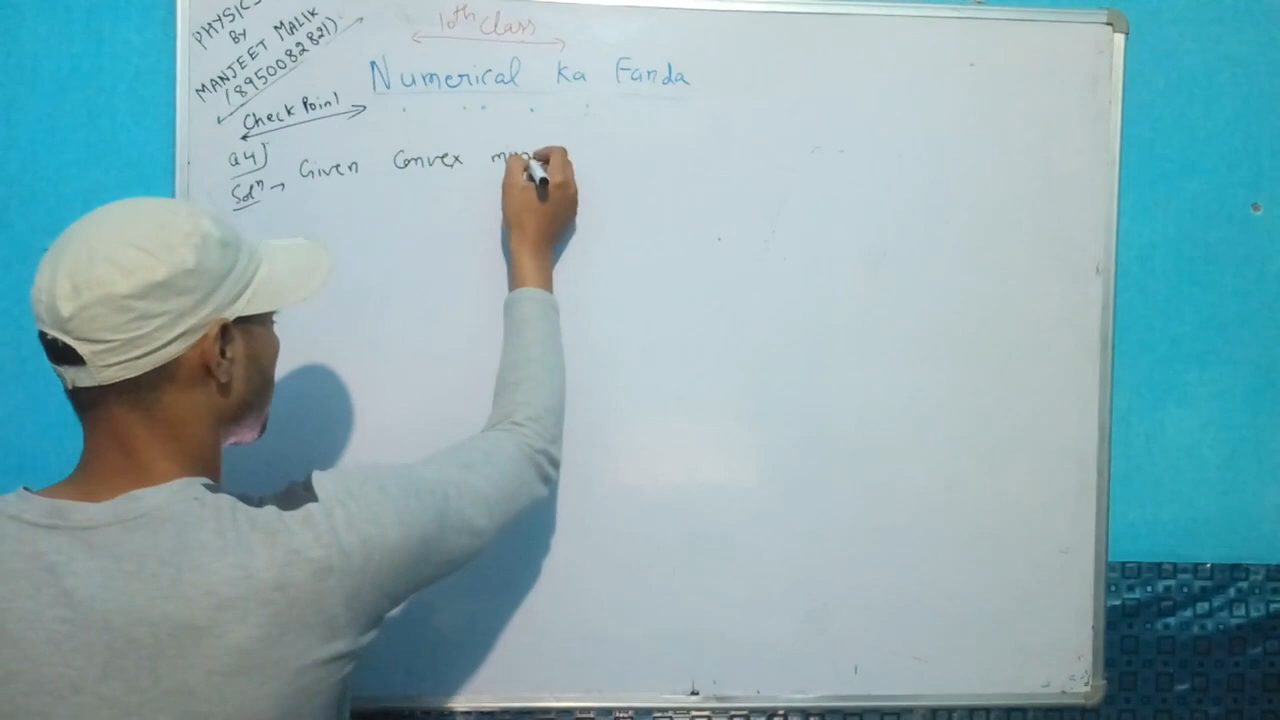 PHYSICS
By
MANJEET MALIK
(8950082821)
10th Class
Numerical Ka Fanda
Check Point
Q4)
Solⁿ → Given Convex